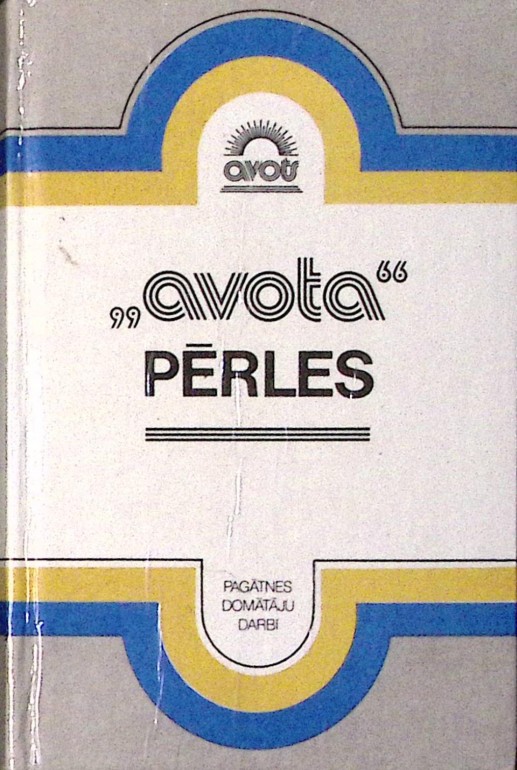 avots
„avota“
PĒRLES
PAGĀTNES
DOMĀTĀJU
DARBI